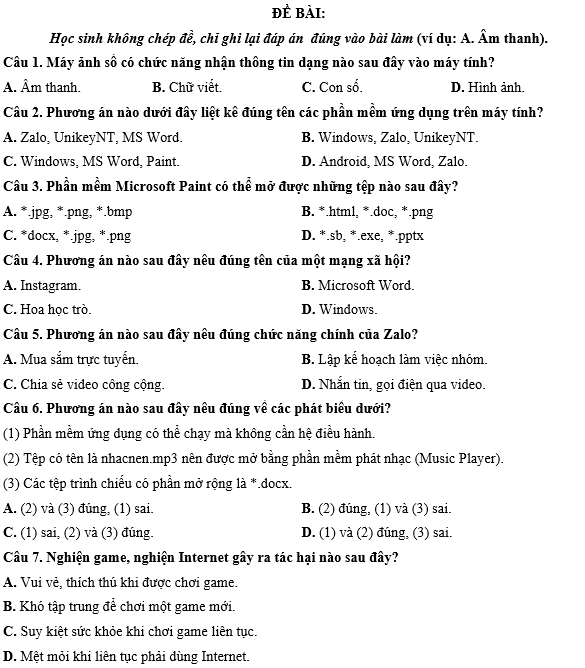 ĐỀ BÀI:
Học sinh không chép đề, chỉ ghi lại đáp án đúng vào bài làm (ví dụ: A. Âm thanh).
Câu 1. Máy ảnh số có chức năng nhận thông tin dạng nào sau đây vào máy tính?
A. Âm thanh. B. Chữ viết. C. Con số. D. Hình ảnh.
Câu 2. Phương án nào dưới đây liệt kê đúng tên các phần mềm ứng dụng trên máy tính?
A. Zalo, UnikeyNT, MS Word. B. Windows, Zalo, UnikeyNT.
C. Windows, MS Word, Paint. D. Android, MS Word, Zalo.
Câu 3. Phần mềm Microsoft Paint có thể mở được những tệp nào sau đây?
A. *.jpg, *.png, *.bmp B. *.html, *.doc, *.png
C. *docx, *.jpg, *.png D. *.sb, *.exe, *.pptx
Câu 4. Phương án nào sau đây nêu đúng tên của một mạng xã hội?
A. Instagram. B. Microsoft Word.
C. Hoa học trò. D. Windows.
Câu 5. Phương án nào sau đây nêu đúng chức năng chính của Zalo?
A. Mua sắm trực tuyến. B. Lập kế hoạch làm việc nhóm.
C. Chia sẻ video công cộng. D. Nhắn tin, gọi điện qua video.
Câu 6. Phương án nào sau đây nêu đúng về các phát biểu dưới?
(1) Phần mềm ứng dụng có thể chạy mà không cần hệ điều hành.
(2) Tệp có tên là nhacnen.mp3 nên được mở bằng phần mềm phát nhạc (Music Player).
(3) Các tệp trình chiếu có phần mở rộng là *.docx.
A. (2) và (3) đúng, (1) sai. B. (2) đúng, (1) và (3) sai.
C. (1) sai, (2) và (3) đúng. D. (1) và (2) đúng, (3) sai.
Câu 7. Nghiện game, nghiện Internet gây ra tác hại nào sau đây?
A. Vui vẻ, thích thú khi được chơi game.
B. Khó tập trung để chơi một game mới.
C. Suy kiệt sức khỏe khi chơi game liên tục.
D. Mệt mỏi khi liên tục phải dùng Internet.